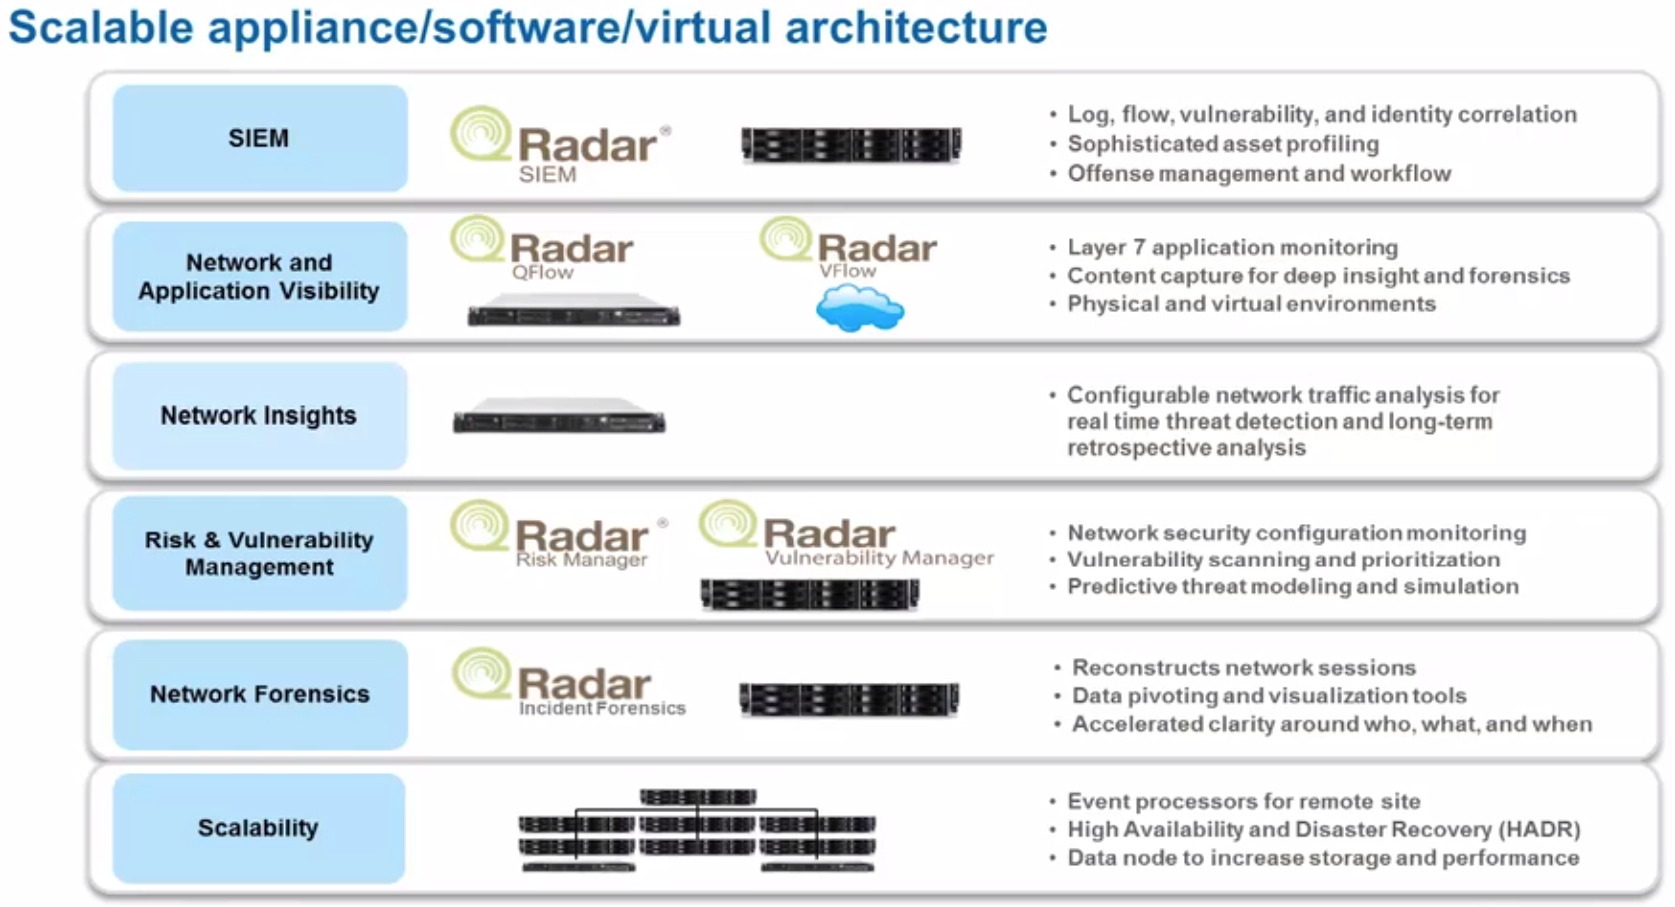 Scalable appliance/software/virtual architecture
SIEM
QRadar®
SIEM
• Log, flow, vulnerability, and identity correlation
• Sophisticated asset profiling
• Offense management and workflow
Network and
Application Visibility
QRadar
QFlow
QRadar
VFlow
• Layer 7 application monitoring
• Content capture for deep insight and forensics
• Physical and virtual environments
Network Insights
• Configurable network traffic analysis for
real time threat detection and long-term
retrospective analysis
Risk & Vulnerability
Management
QRadar®
Risk Manager
QRadar
Vulnerability Manager
• Network security configuration monitoring
• Vulnerability scanning and prioritization
• Predictive threat modeling and simulation
Network Forensics
QRadar
Incident Forensics
• Reconstructs network sessions
• Data pivoting and visualization tools
• Accelerated clarity around who, what, and when
Scalability
• Event processors for remote site
• High Availability and Disaster Recovery (HADR)
• Data node to increase storage and performance